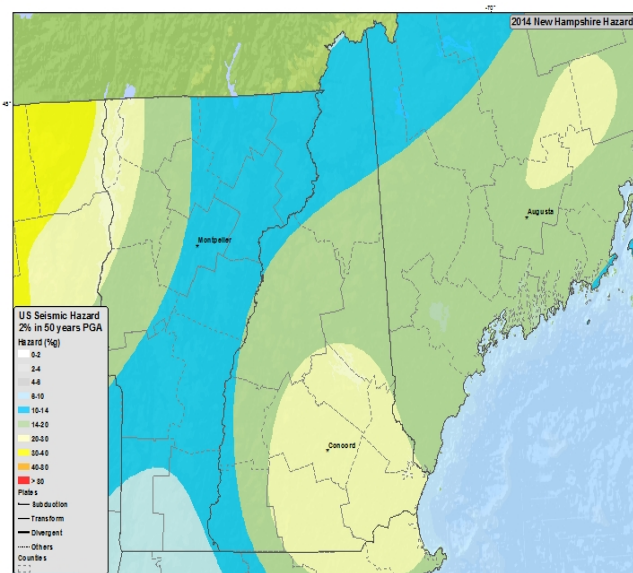 -70°
2014 New Hampshire Hazard
45°
Augusta
Montpelier
US Seismic Hazard
2% in 50 years PGA
Hazard (%g)
0-2
2-4
4-6
6-10
10-14
14-20
20-30
30-40
40-80
> 80
Plates
Subduction
Transform
Divergent
Others
Counties
Concord